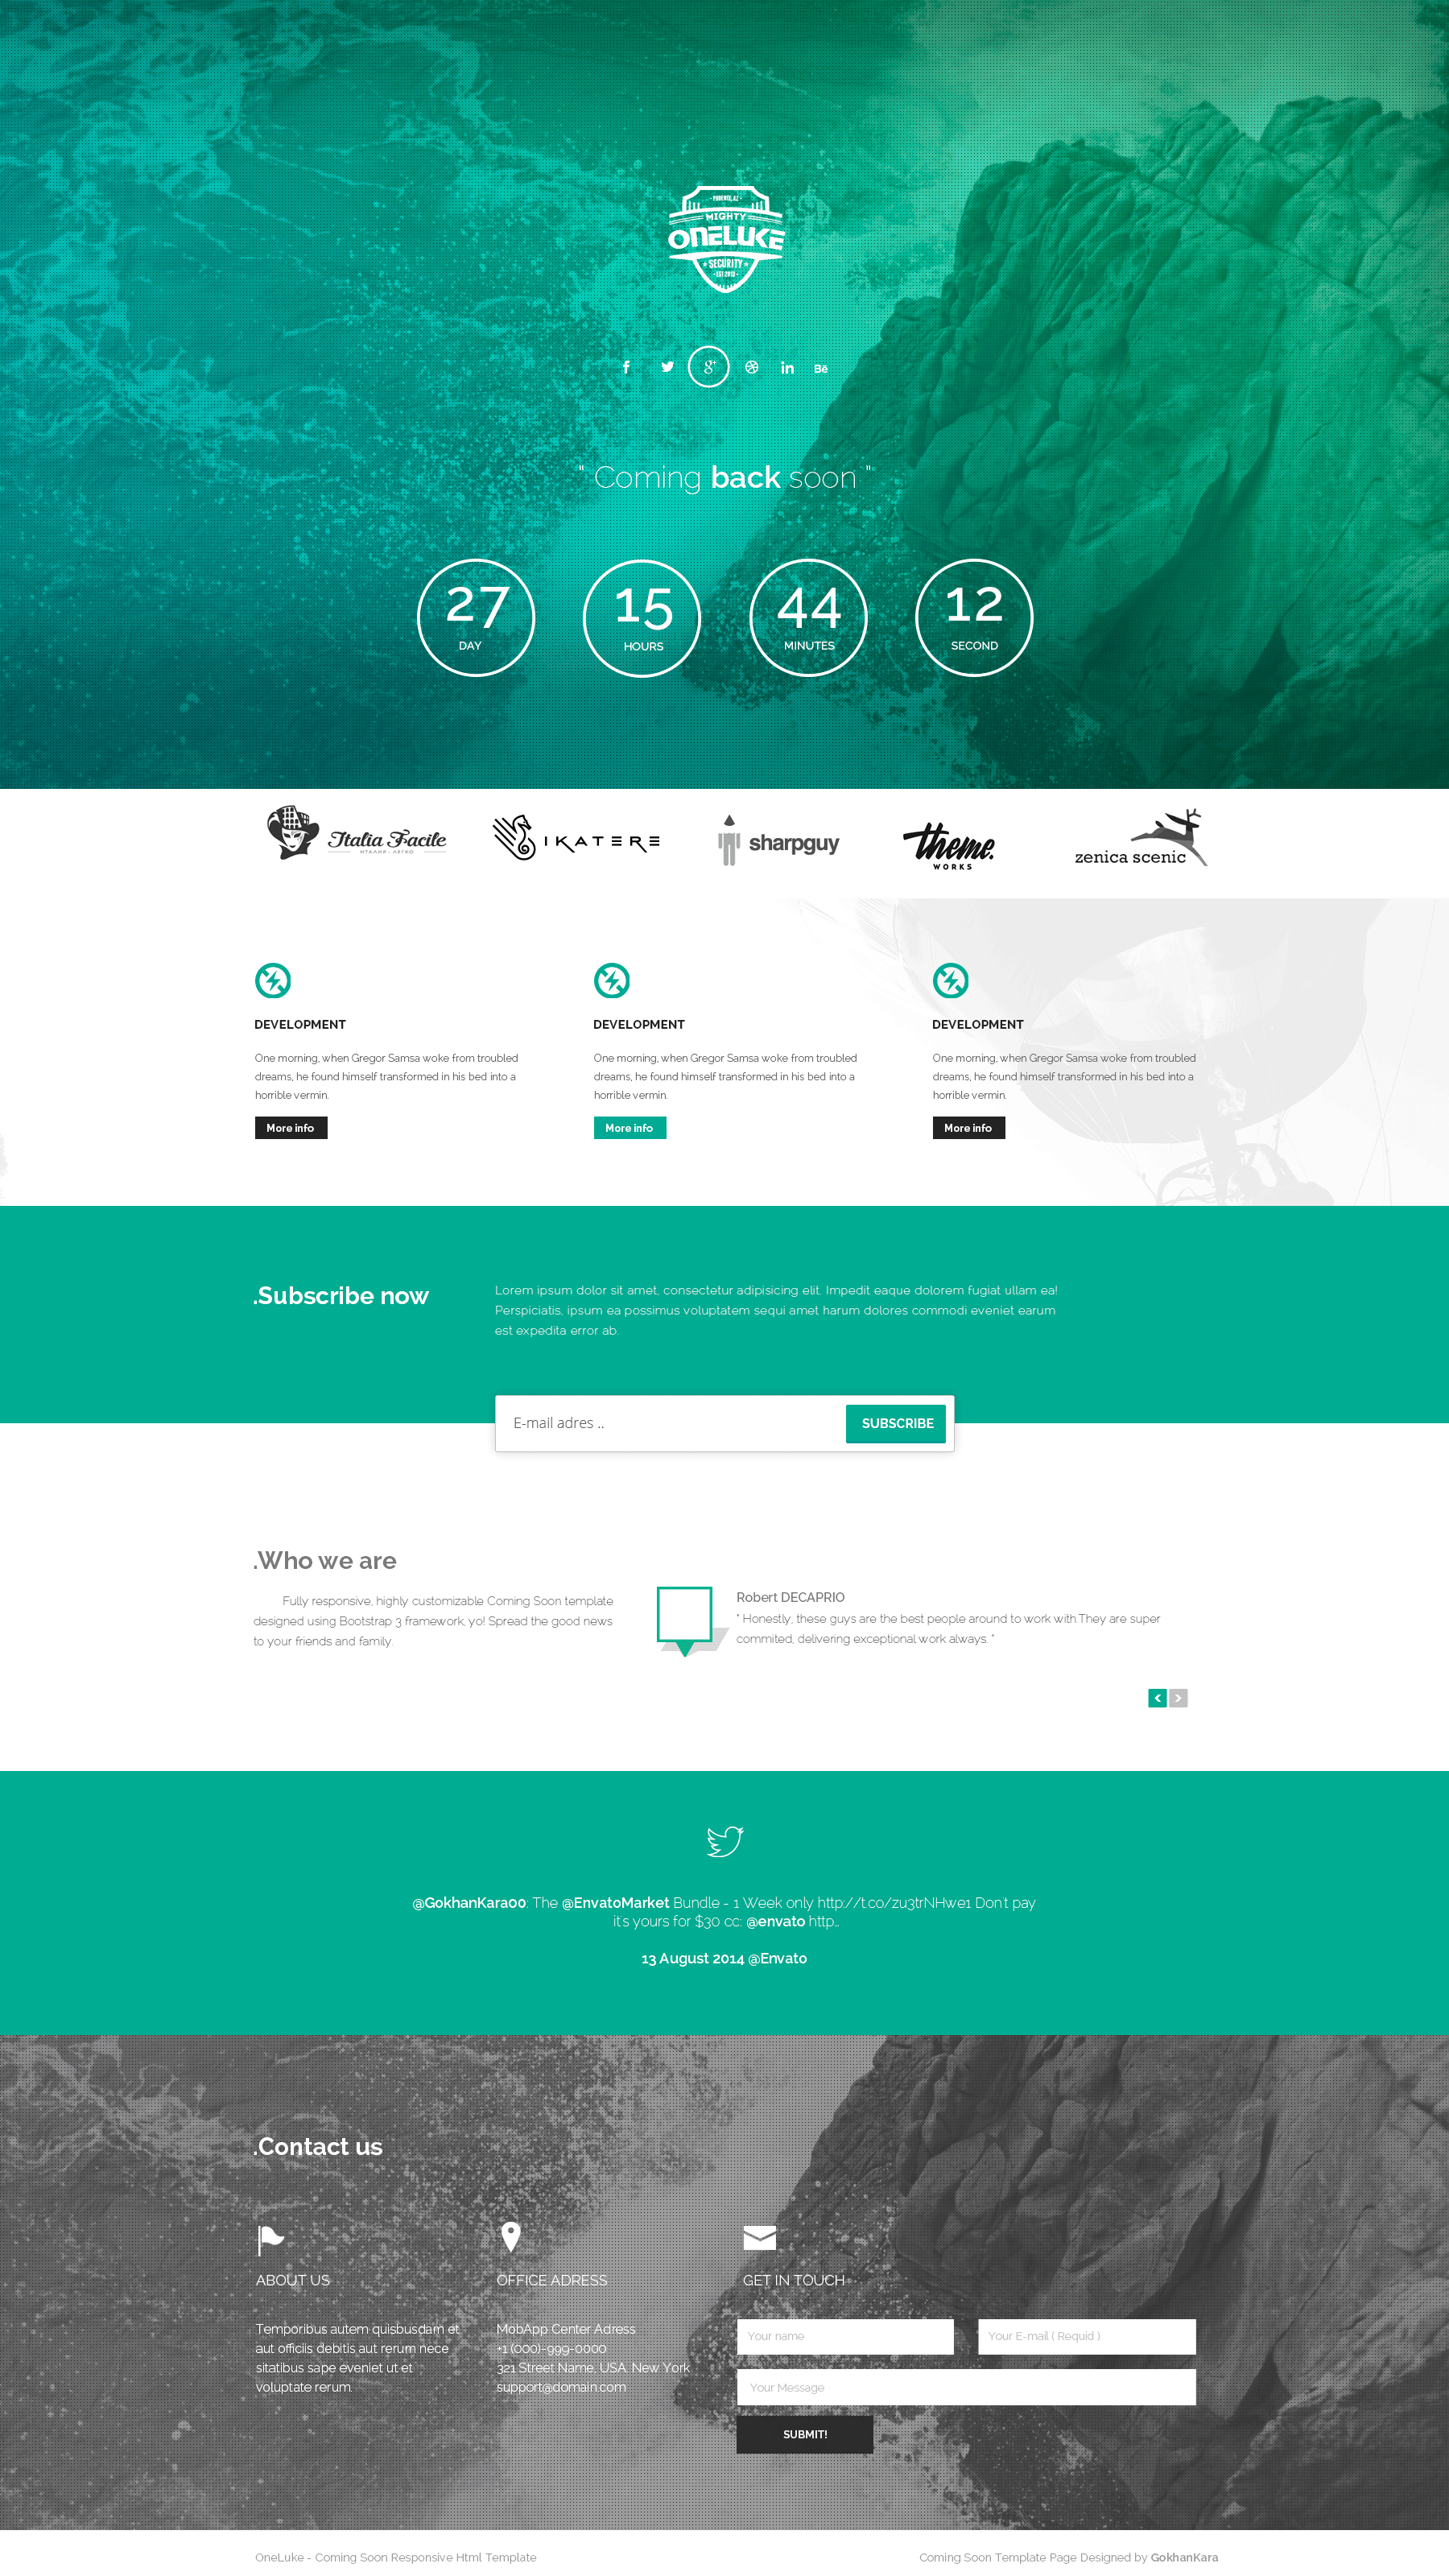 - PHOENIX, AZ -
MIGHTY
ONELUKE
SECURITY
- EST 2013 -
f
g+
in
Bē
“ Coming back soon ”
27
DAY
15
HOURS
44
MINUTES
12
SECOND
Italia Facile
ИТАЛИЯ - ЛЕГКО
IKATERE
sharpguy
theme.
WORKS
zenica scenic
DEVELOPMENT
One morning, when Gregor Samsa woke from troubled
dreams, he found himself transformed in his bed into a
horrible vermin.
More info
DEVELOPMENT
One morning, when Gregor Samsa woke from troubled
dreams, he found himself transformed in his bed into a
horrible vermin.
More info
DEVELOPMENT
One morning, when Gregor Samsa woke from troubled
dreams, he found himself transformed in his bed into a
horrible vermin.
More info
.Subscribe now
Lorem ipsum dolor sit amet, consectetur adipisicing elit. Impedit eaque dolorem fugiat ullam ea!
Perspiciatis, ipsum ea possimus voluptatem sequi amet harum dolores commodi eveniet earum
est expedita error ab.
E-mail adres ..
SUBSCRIBE
.Who we are
Fully responsive, highly customizable Coming Soon template
designed using Bootstrap 3 framework, yo! Spread the good news
to your friends and family.
Robert DECAPRIO
" Honestly, these guys are the best people around to work with.They are super
commited, delivering exceptional work always. "
@GokhanKara00: The @EnvatoMarket Bundle - 1 Week only http://t.co/zu3trNHwe1 Don't pay
it's yours for $30 cc: @envato http...
13 August 2014 @Envato
.Contact us
ABOUT US
Temporibus autem quisbusdam et
aut officiis debitis aut rerum nece
sitatibus sape eveniet ut et
voluptate rerum.
OFFICE ADRESS
MobApp Center Adress
+1 (000)-999-0000
321 Street Name, USA. New York
support@domain.com
GET IN TOUCH
Your name
Your E-mail ( Requid )
Your Message
SUBMIT!
OneLuke - Coming Soon Responsive Html Template
Coming Soon Template Page Designed by GokhanKara